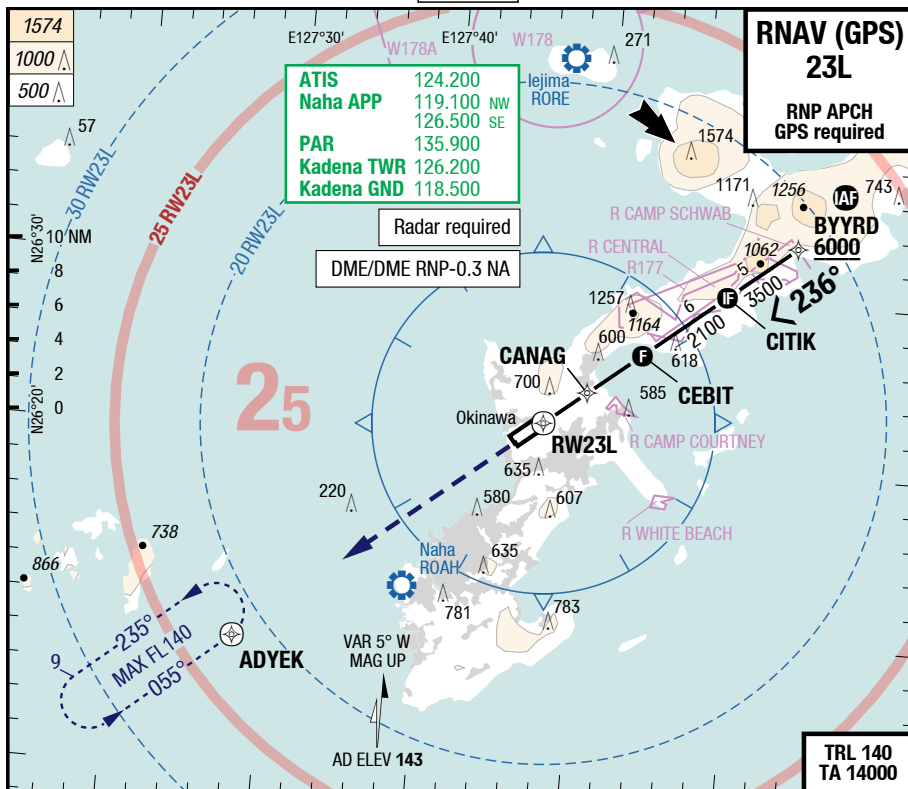 1574
1000
500
57
E127°30'
E127°40'
W178A
W178
271
Iejima
RORE
RNAV (GPS)
23L
RNP APCH
GPS required
ATIS 124.200
Naha APP 119.100 NW
126.500 SE
PAR 135.900
Kadena TWR 126.200
Kadena GND 118.500
Radar required
DME/DME RNP-0.3 NA
30 RW23L
25 RW23L
20 RW23L
N26°30'
10 NM
8
6
4
2
0
N26°20'
1574
1171
1256
IAF
743
BYYRD
6000
R CAMP SCHWAB
R CENTRAL
R177
1062
5
3500
< 236°
IF
CITIK
6
2100
1257
1164
600
618
F
CEBIT
CANAG
700
585
Okinawa
RW23L
R CAMP COURTNEY
25
635
220
580
607
R WHITE BEACH
738
866
Naha
ROAH
635
781
783
235°
MAX FL140
055°
9
ADYEK
VAR 5° W
MAG UP
AD ELEV 143
TRL 140
TA 14000